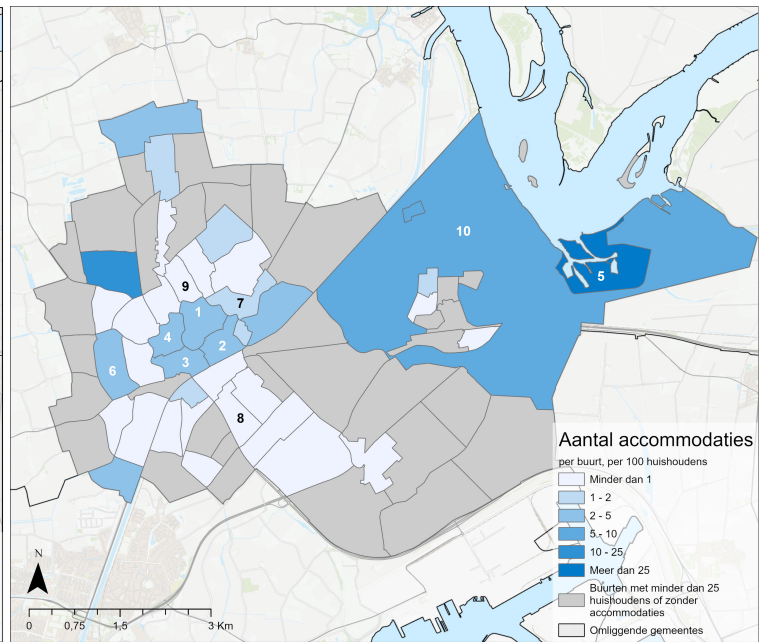 10
5
9
1
7
4
2
3
6
8
Aantal accommodaties
per buurt, per 100 huishoudens
Minder dan 1
1 - 2
2 - 5
5 - 10
10 - 25
Meer dan 25
Buurten met minder dan 25
huishoudens of zonder
accommodaties
Omliggende gemeentes
N
0 0,75 1,5 3 Km